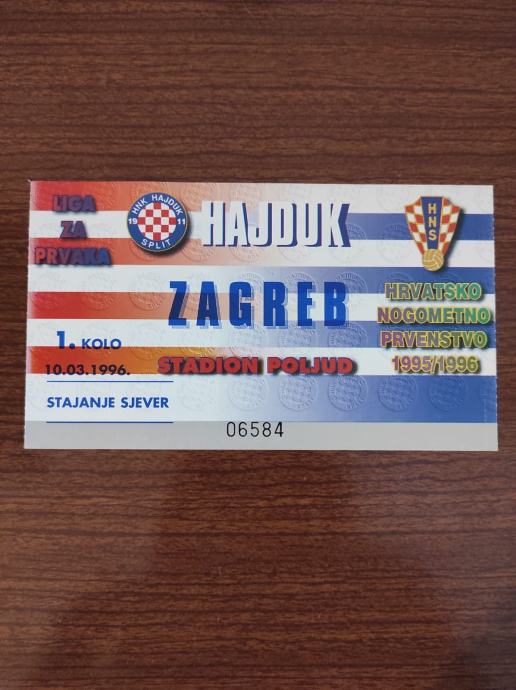 LIGA
ZA
PRVAKA
HNK HAJDUK
19 11
SPLIT
HAJDUK
HNS
ZAGREB
HRVATSKO
NOGOMETNO
PRVENSTVO
1995/1996
1. KOLO
10.03.1996.
STADION POLJUD
STAJANJE SJEVER
06584